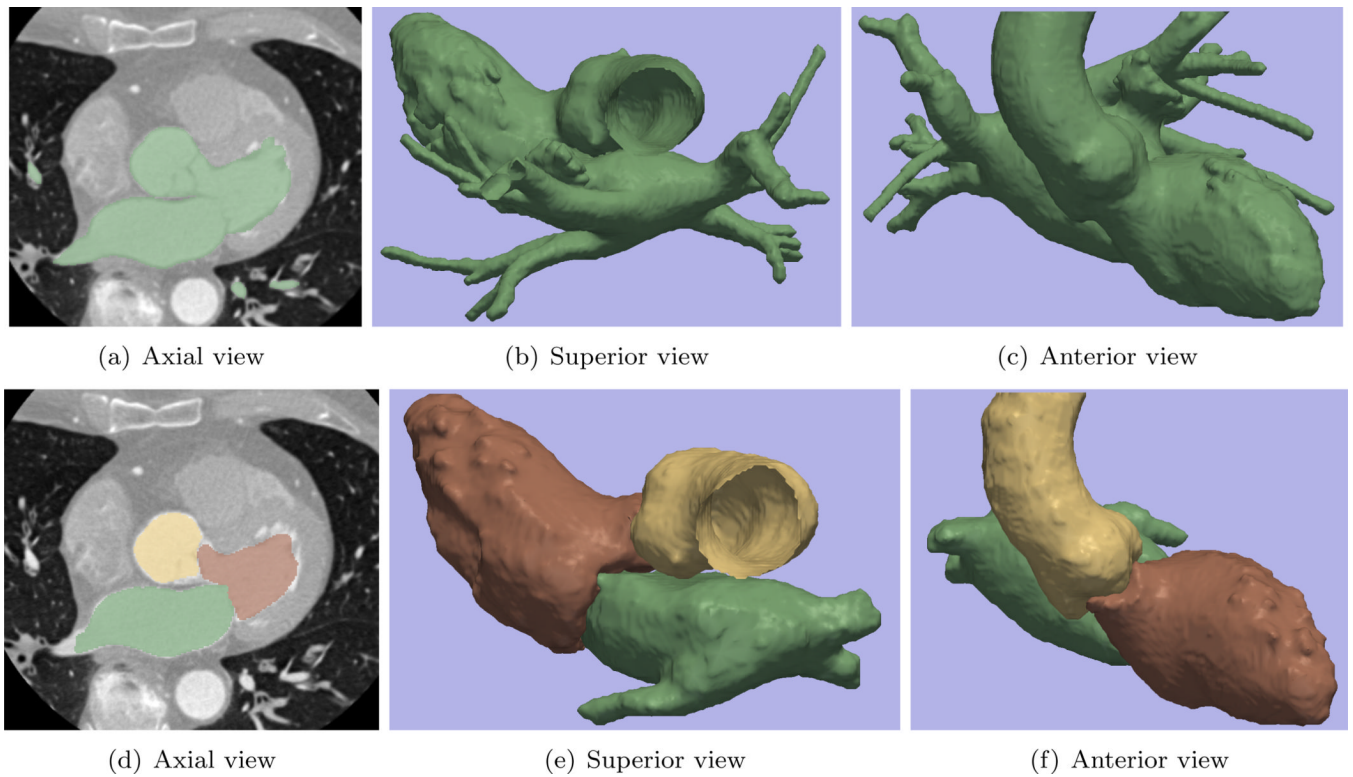 (a) Axial view
(b) Superior view
(c) Anterior view
(d) Axial view
(e) Superior view
(f) Anterior view